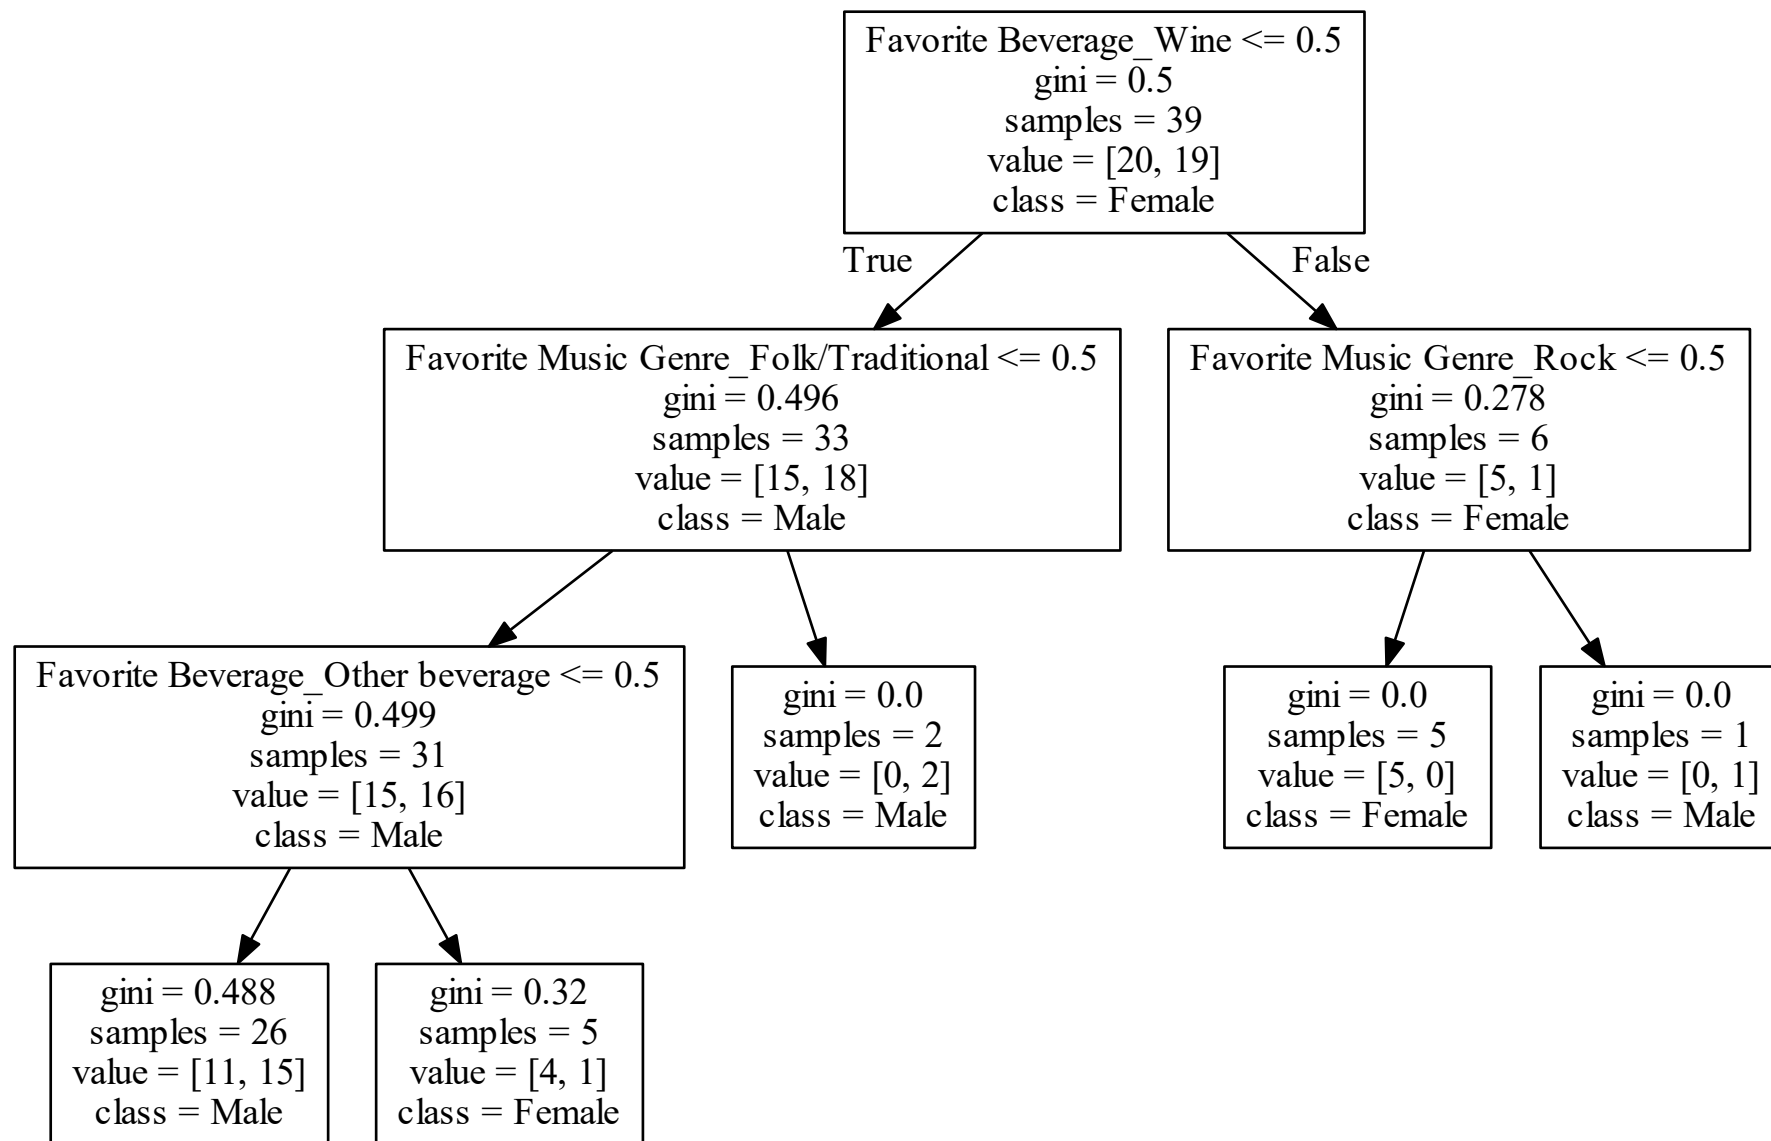 Favorite Beverage_Wine <= 0.5
gini = 0.5
samples = 39
value = [20, 19]
class = Female
True
False
Favorite Music Genre_Folk/Traditional <= 0.5
gini = 0.496
samples = 33
value = [15, 18]
class = Male
Favorite Music Genre_Rock <= 0.5
gini = 0.278
samples = 6
value = [5, 1]
class = Female
Favorite Beverage_Other beverage <= 0.5
gini = 0.499
samples = 31
value = [15, 16]
class = Male
gini = 0.0
samples = 2
value = [0, 2]
class = Male
gini = 0.0
samples = 5
value = [5, 0]
class = Female
gini = 0.0
samples = 1
value = [0, 1]
class = Male
gini = 0.488
samples = 26
value = [11, 15]
class = Male
gini = 0.32
samples = 5
value = [4, 1]
class = Female